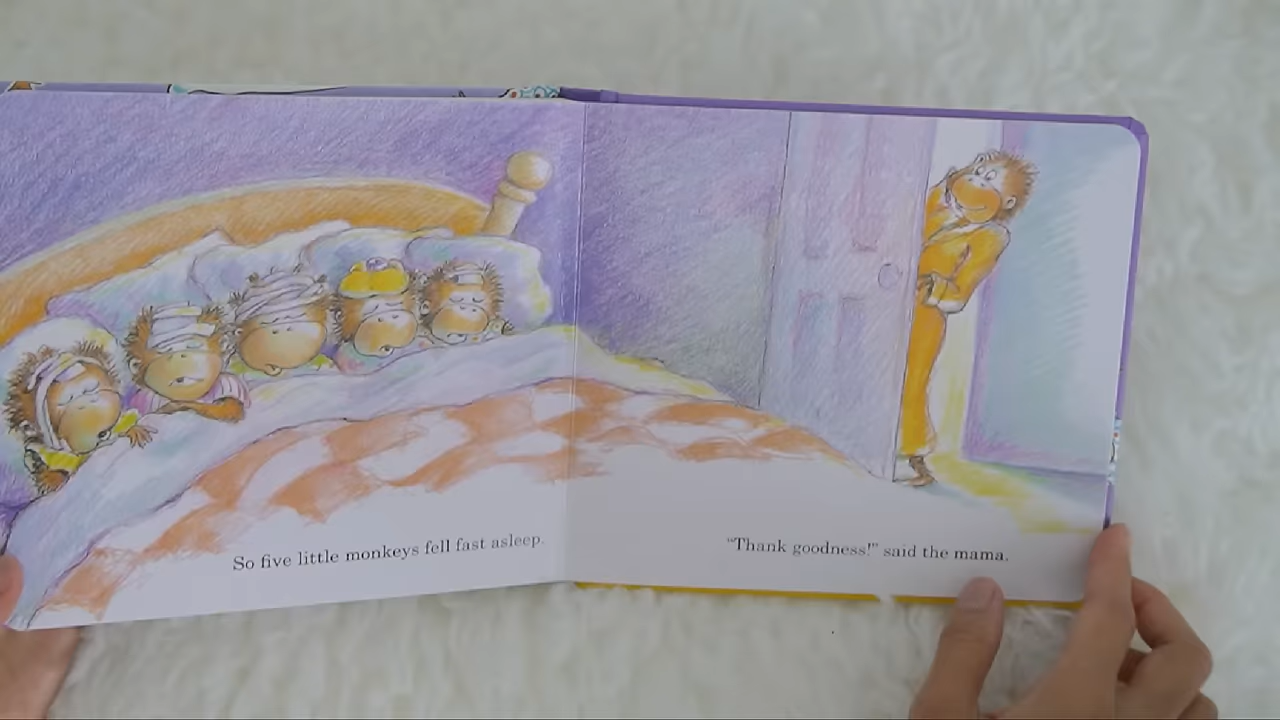 So five little monkeys fell fast asleep.
“Thank goodness!” said the mama.